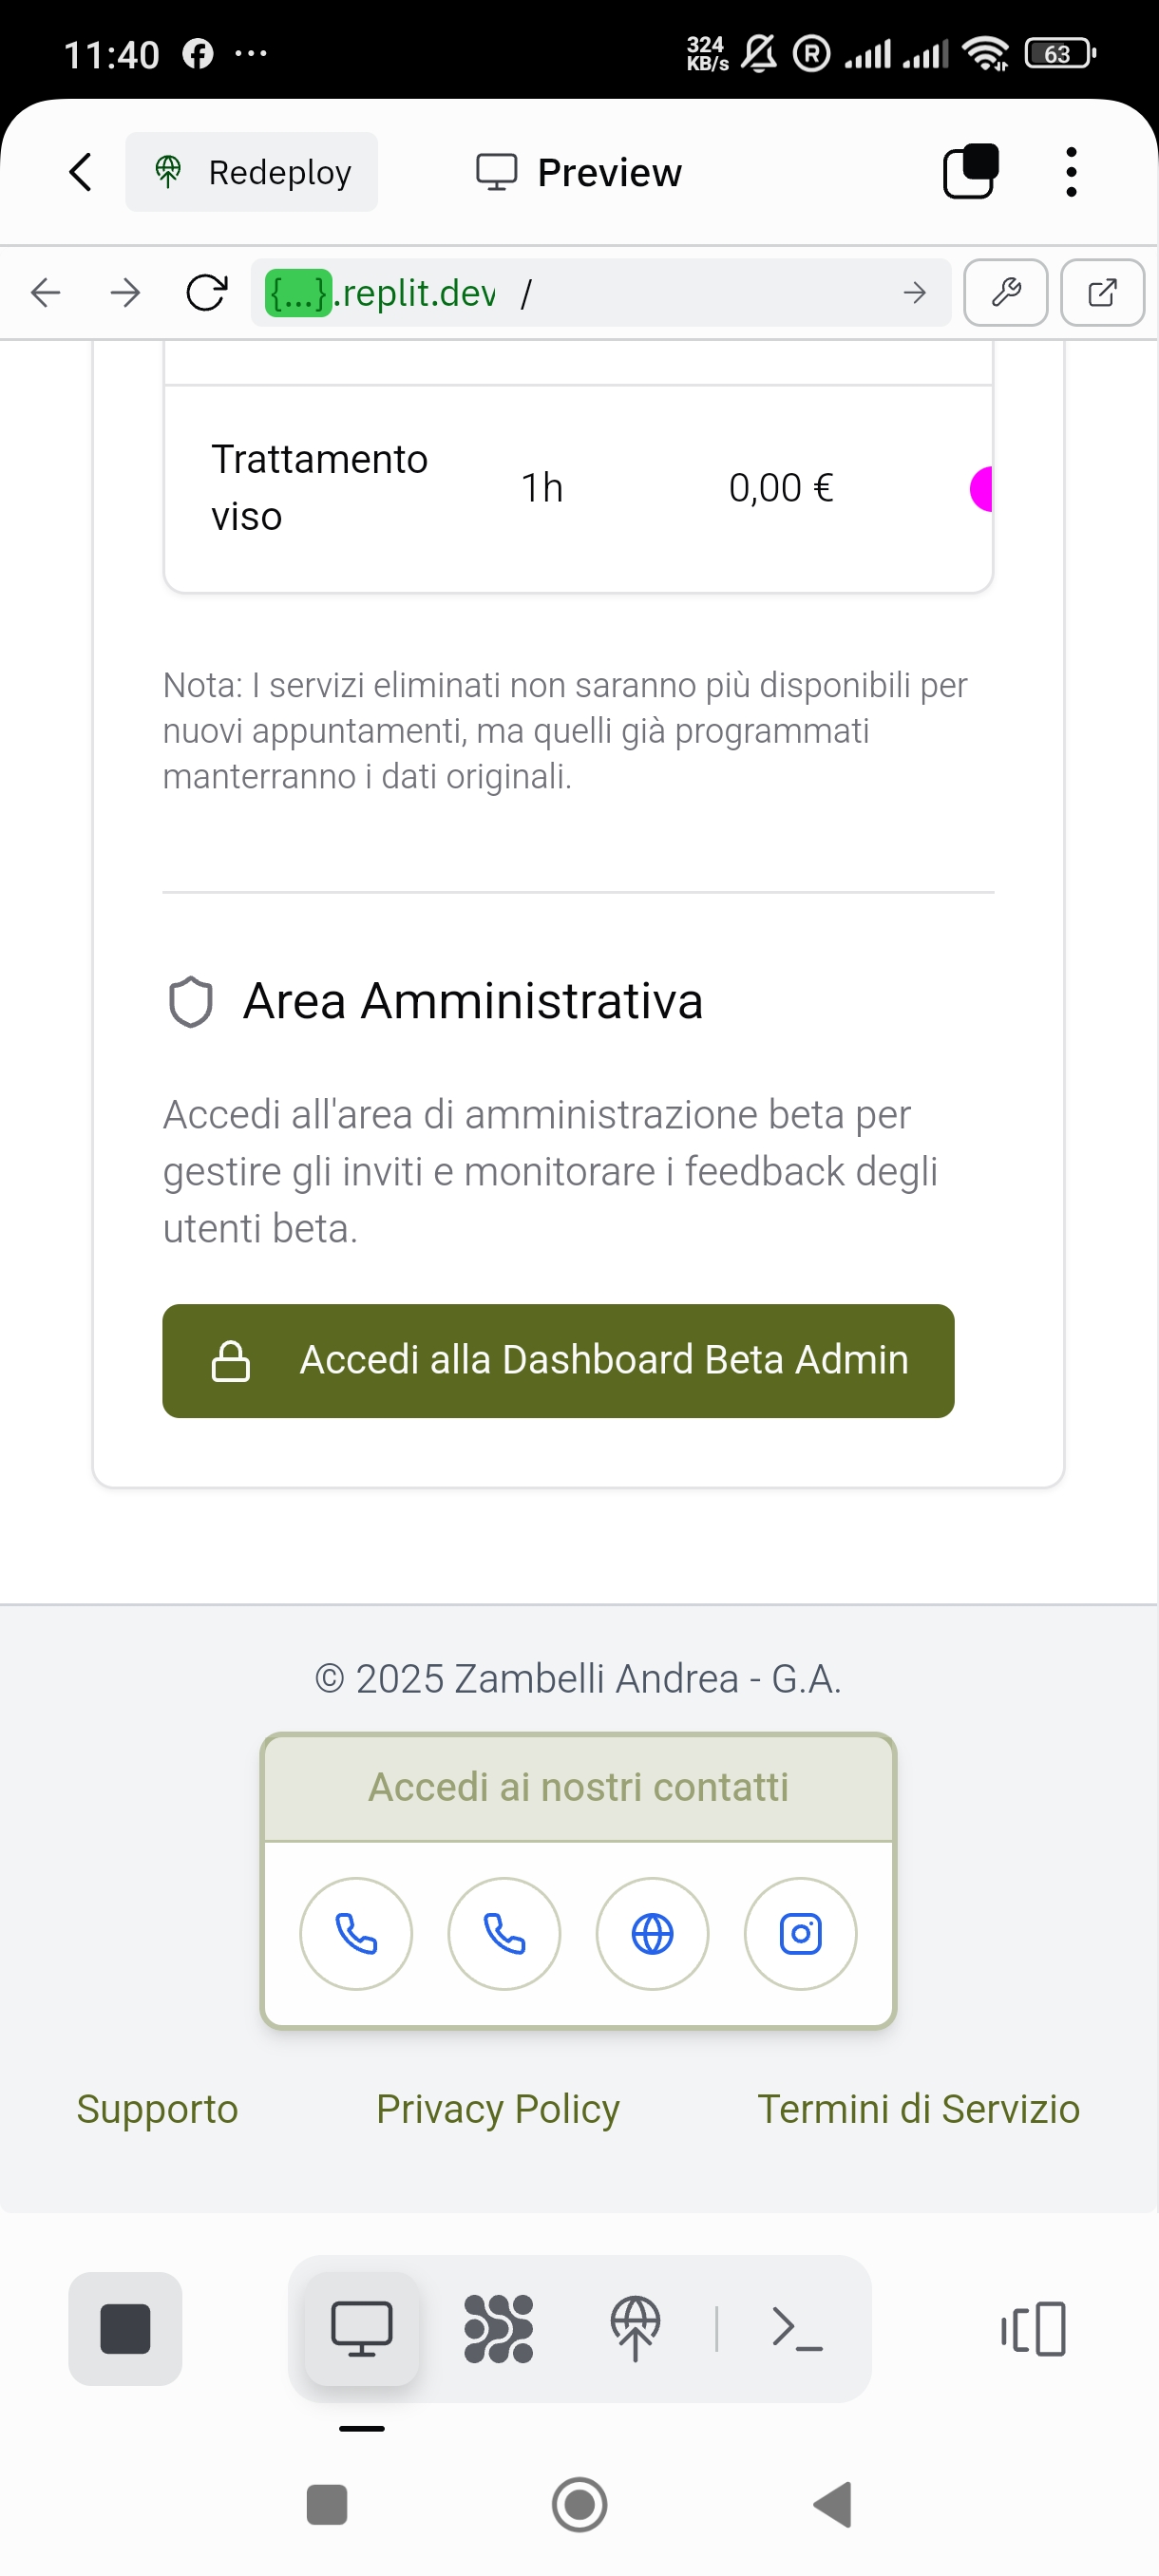 11:40
324
KB/s
63
Redeploy
Preview
{...}.replit.dev /
Trattamento
viso
1h
0,00 €
Nota: I servizi eliminati non saranno più disponibili per
nuovi appuntamenti, ma quelli già programmati
manterranno i dati originali.
Area Amministrativa
Accedi all'area di amministrazione beta per
gestire gli inviti e monitorare i feedback degli
utenti beta.
Accedi alla Dashboard Beta Admin
© 2025 Zambelli Andrea - G.A.
Accedi ai nostri contatti
Supporto
Privacy Policy
Termini di Servizio